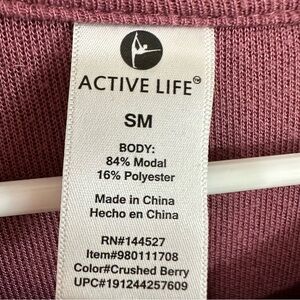 ACTIVE LIFE™
SM
BODY:
84% Modal
16% Polyester
Made in China
Hecho en China
RN#144527
Item#980111708
Color#Crushed Berry
UPC#191244257609